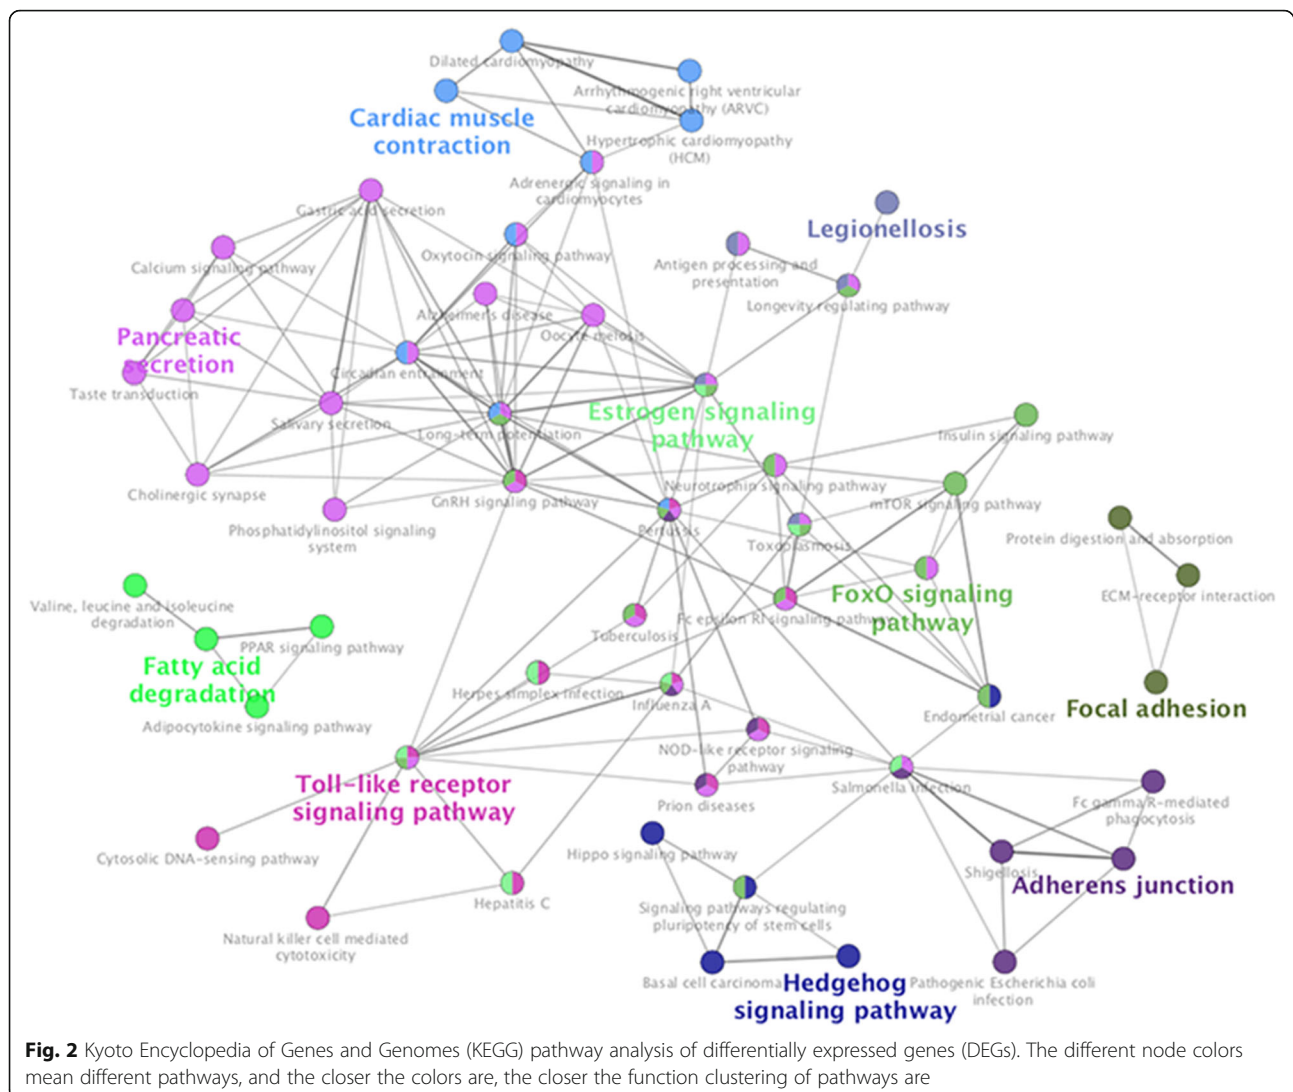 Dilated cardiomyopathy
Arrhythmogenic right ventricular
cardiomyopathy (ARVC)
Cardiac muscle
contraction
Hypertrophic cardiomyopathy
(HCM)
Adrenergic signaling in
cardiomyocytes
Gastric acid secretion
Legionellosis
Oxytocin signaling pathway
Calcium signaling pathway
Antigen processing and
presentation
Longevity regulating pathway
Alzheimer's disease
Oocyte meiosis
Pancreatic
secretion
Circadian entrainment
Taste transduction
Salivary secretion
Estrogen signaling
pathway
Long-term potentiation
Insulin signaling pathway
Cholinergic synapse
GnRH signaling pathway
Neurotrophin signaling pathway
mTOR signaling pathway
Phosphatidylinositol signaling
system
Pertussis
Toxoplasmosis
Protein digestion and absorption
ECM-receptor interaction
FoxO signaling
pathway
Valine, leucine and isoleucine
degradation
Fc epsilon RI signaling pathway
Tuberculosis
PPAR signaling pathway
Fatty acid
degradation
Herpes simplex infection
Influenza A
Endometrial cancer
Focal adhesion
Adipocytokine signaling pathway
NOD-like receptor signaling
pathway
Toll-like receptor
signaling pathway
Salmonella infection
Prion diseases
Fc gamma R-mediated
phagocytosis
Cytosolic DNA-sensing pathway
Hippo signaling pathway
Shigellosis
Adherens junction
Hepatitis C
Signaling pathways regulating
pluripotency of stem cells
Natural killer cell mediated
cytotoxicity
Basal cell carcinoma
Hedgehog
signaling pathway
Pathogenic Escherichia coli
infection
Fig. 2 Kyoto Encyclopedia of Genes and Genomes (KEGG) pathway analysis of differentially expressed genes (DEGs). The different node colors
mean different pathways, and the closer the colors are, the closer the function clustering of pathways are